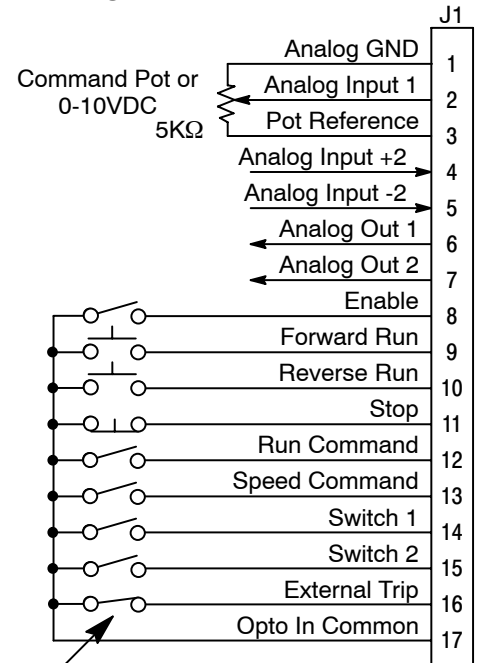 J1
Analog GND 1
Command Pot or
0-10VDC
5KΩ
Analog Input 1 2
Pot Reference 3
Analog Input +2 4
Analog Input -2 5
Analog Out 1 6
Analog Out 2 7
Enable 8
Forward Run 9
Reverse Run 10
Stop 11
Run Command 12
Speed Command 13
Switch 1 14
Switch 2 15
External Trip 16
Opto In Common 17